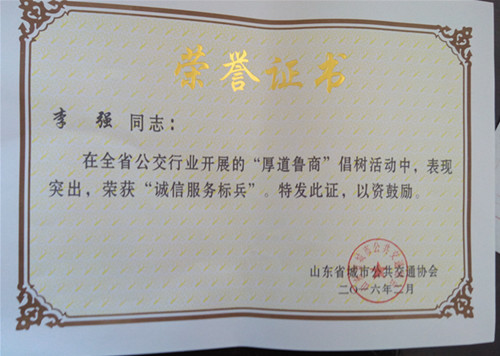 荣誉证书
李 强 同志：
在全省公交行业开展的“厚道鲁商”倡树活动中，表现
突出，荣获“诚信服务标兵”。特发此证，以资鼓励。
山东省城市公共交通协会
二〇一六年二月